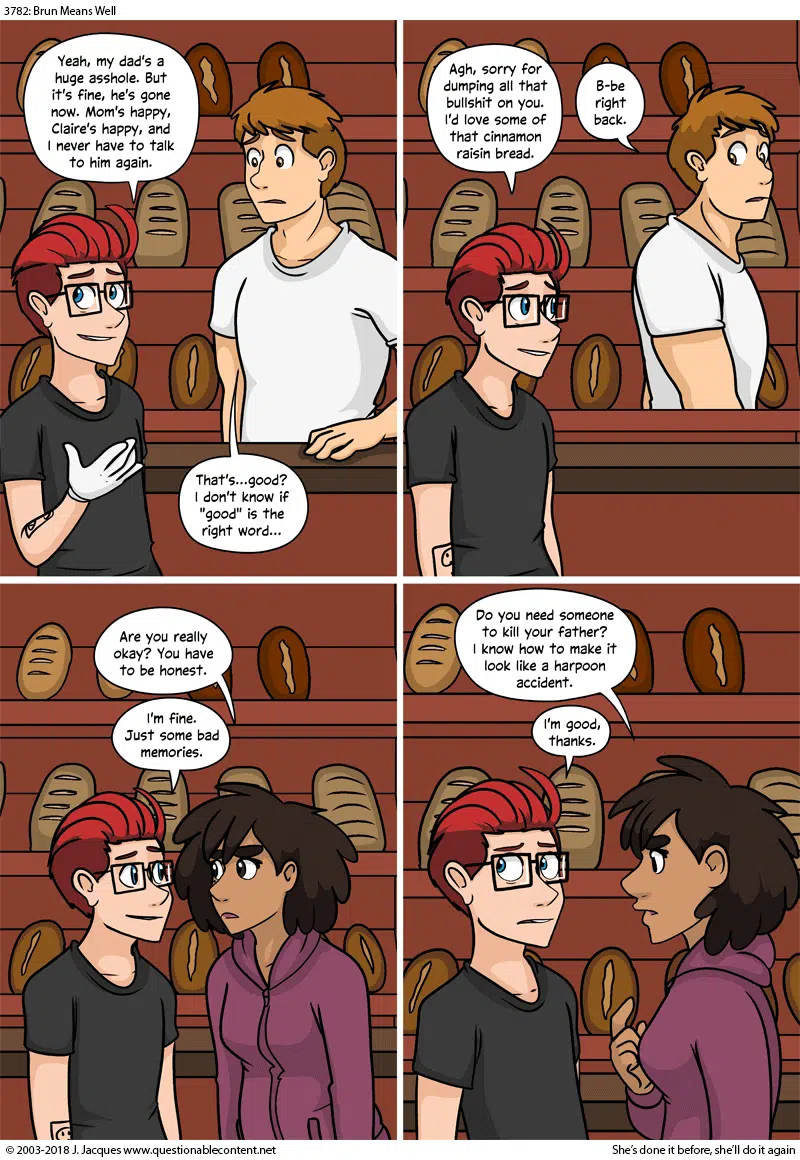 3782: Brun Means Well
Yeah, my dad's a
huge asshole. But
it's fine, he's gone
now. Mom's happy,
Claire's happy, and
I never have to talk
to him again.
That's...good?
I don't know if
"good" is the
right word...
Agh, sorry for
dumping all that
bullshit on you.
I'd love some of
that cinnamon
raisin bread.
B-be
right
back.
Are you really
okay? You have
to be honest.
I'm fine.
Just some bad
memories.
Do you need someone
to kill your father?
I know how to make it
look like a harpoon
accident.
I'm good,
thanks.
© 2003-2018 J. Jacques www.questionablecontent.net
She's done it before, she'll do it again